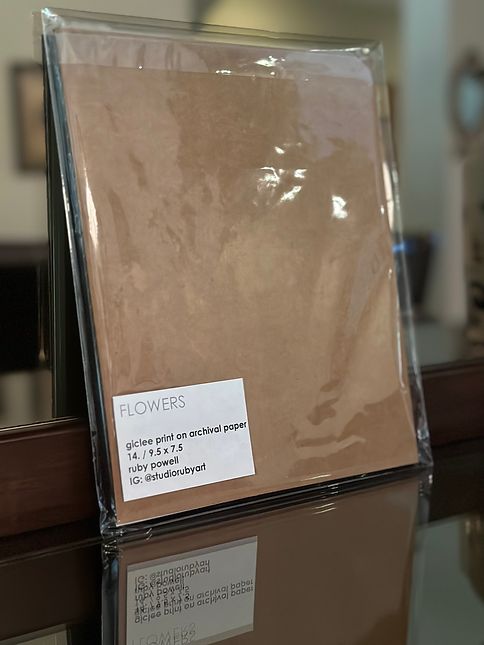 FLOWERS
giclee print on archival paper
14. / 9.5 x 7.5
ruby powell
IG: @studiorubyart